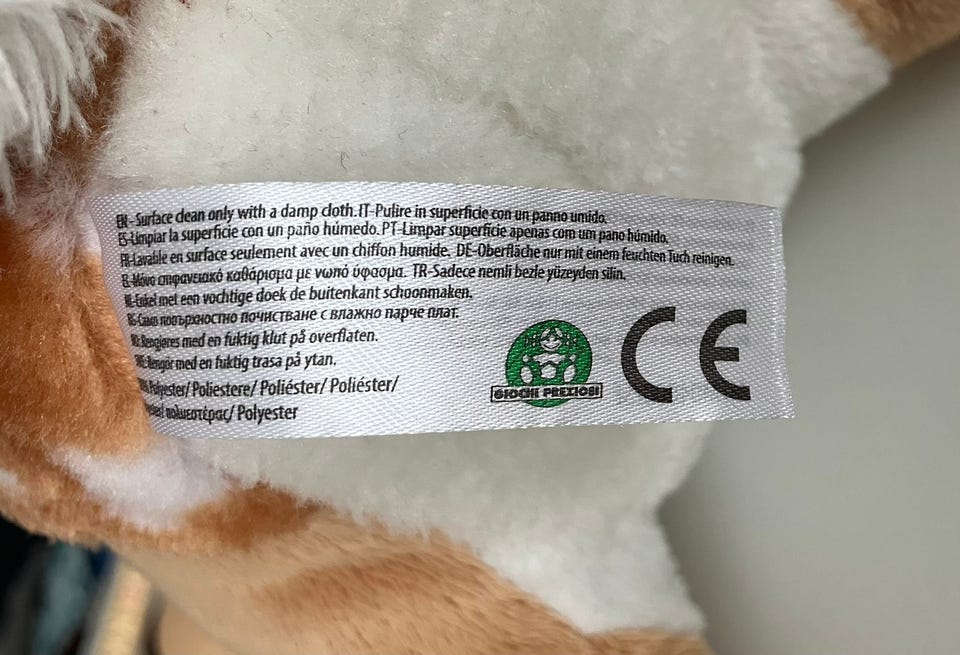 EN- Surface clean only with a damp cloth. IT-Pulire in superficie con un panno umido.
ES-Limpiar la superficie con un paño húmedo. PT-Limpar superfície apenas com um pano húmido.
FR-Lavable en surface seulement avec un chiffon humide. DE-Oberfläche nur mit einem feuchten Tuch reinigen.
EL-Μόνο επιφανειακό καθάρισμα με νωπό ύφασμα. TR-Sadece nemli bezle yüzeyden silin.
NL-Enkel met een vochtige doek de buitenkant schoonmaken.
BG-Само повърхностно почистване с влажно парче плат.
Rengjøres med en fuktig klut på overflaten.
Rengör med en fuktig trasa på ytan.
Polyester/ Poliestere/ Poliéster/ Poliéster/
πολυεστέρας/ Polyester
GIOCHI PREZIOSI
CE